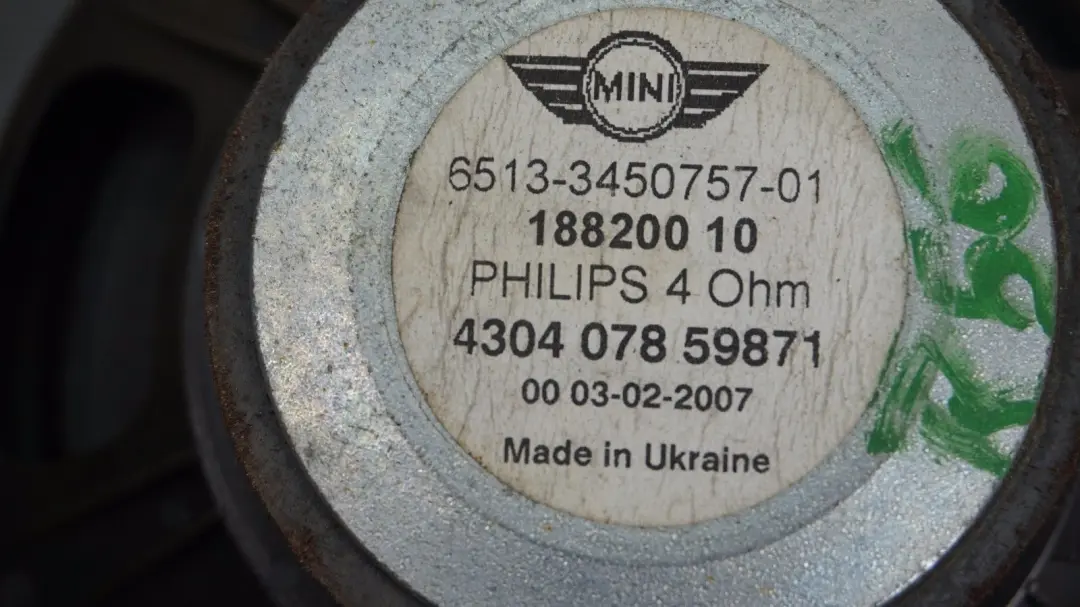 MINI
6513-3450757-01
188200 10
PHILIPS 4 Ohm
4304 078 59871
00 03-02-2007
Made in Ukraine